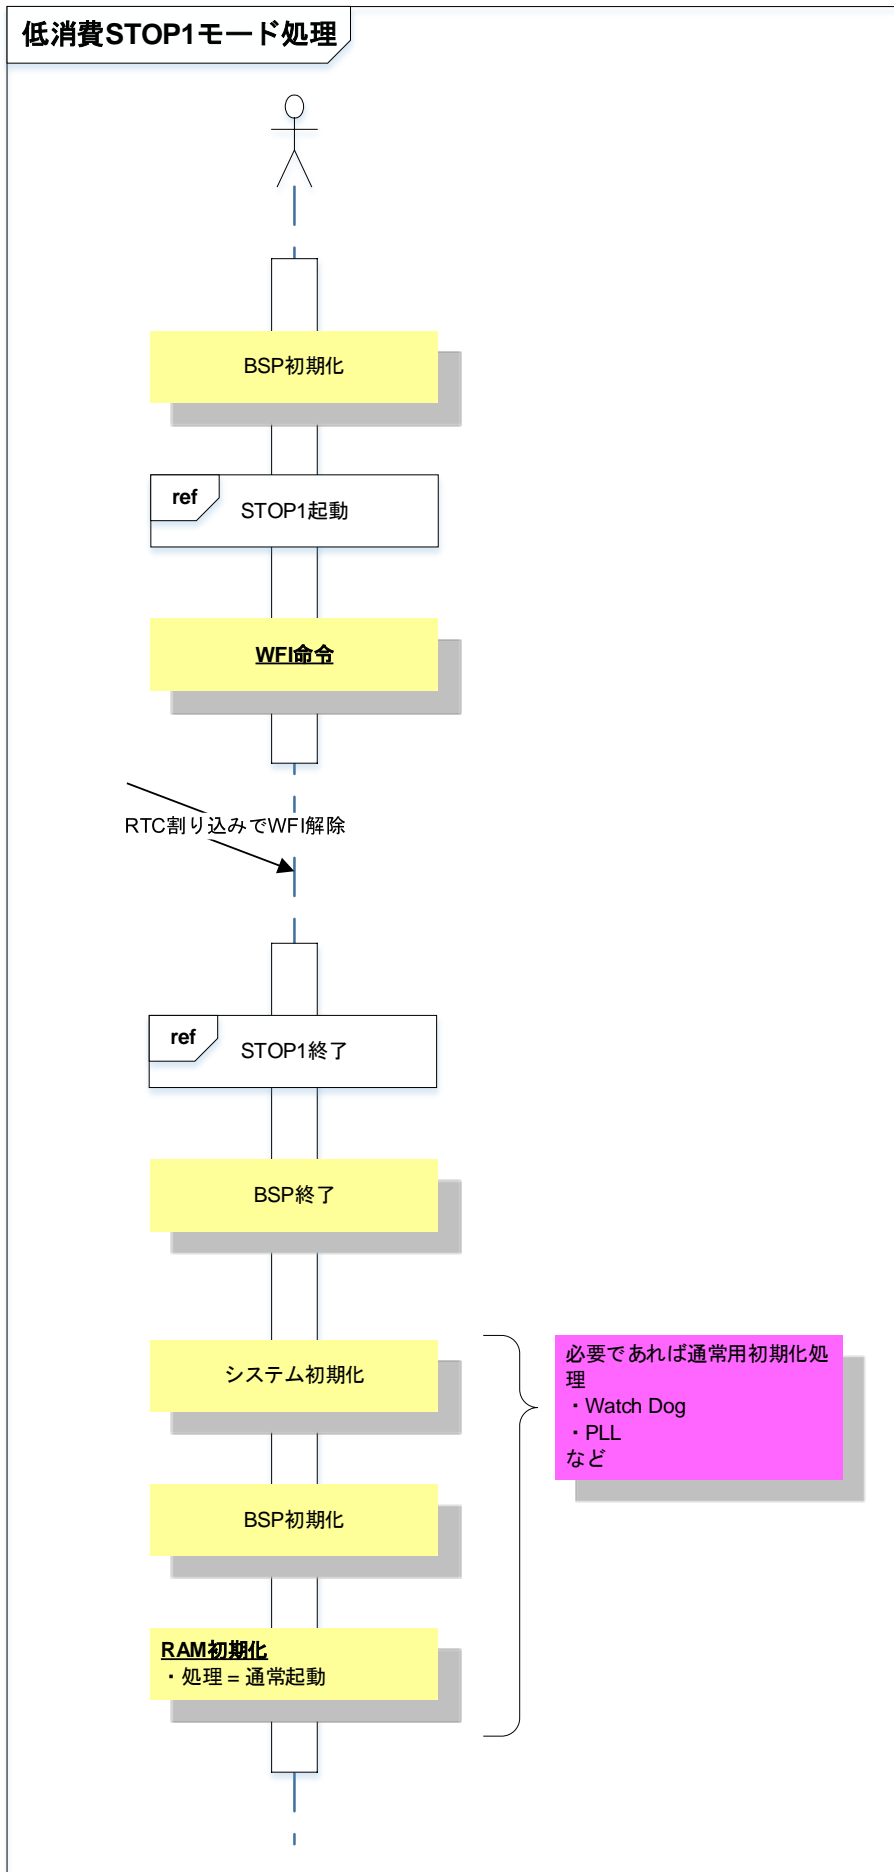 低消費STOP1モード処理
BSP初期化
ref
STOP1起動
WFI命令
RTC割り込みでWFI解除
ref
STOP1終了
BSP終了
システム初期化
必要であれば通常用初期化処
理
・Watch Dog
・PLL
など
BSP初期化
RAM初期化
・処理 = 通常起動